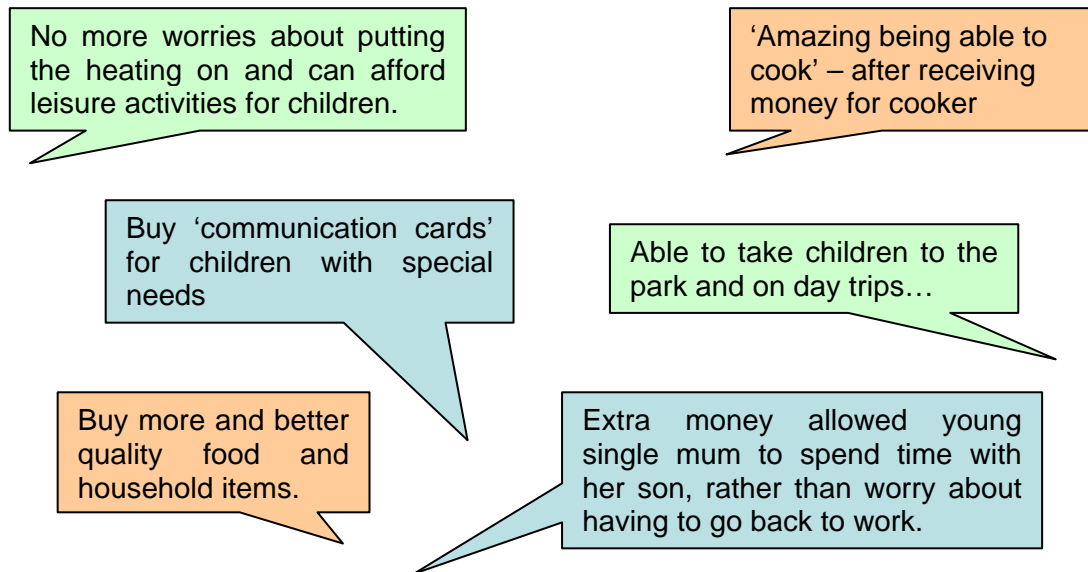 No more worries about putting
the heating on and can afford
leisure activities for children.
‘Amazing being able to
cook’ – after receiving
money for cooker
Buy ‘communication cards’
for children with special
needs
Able to take children to the
park and on day trips…
Buy more and better
quality food and
household items.
Extra money allowed young
single mum to spend time with
her son, rather than worry about
having to go back to work.